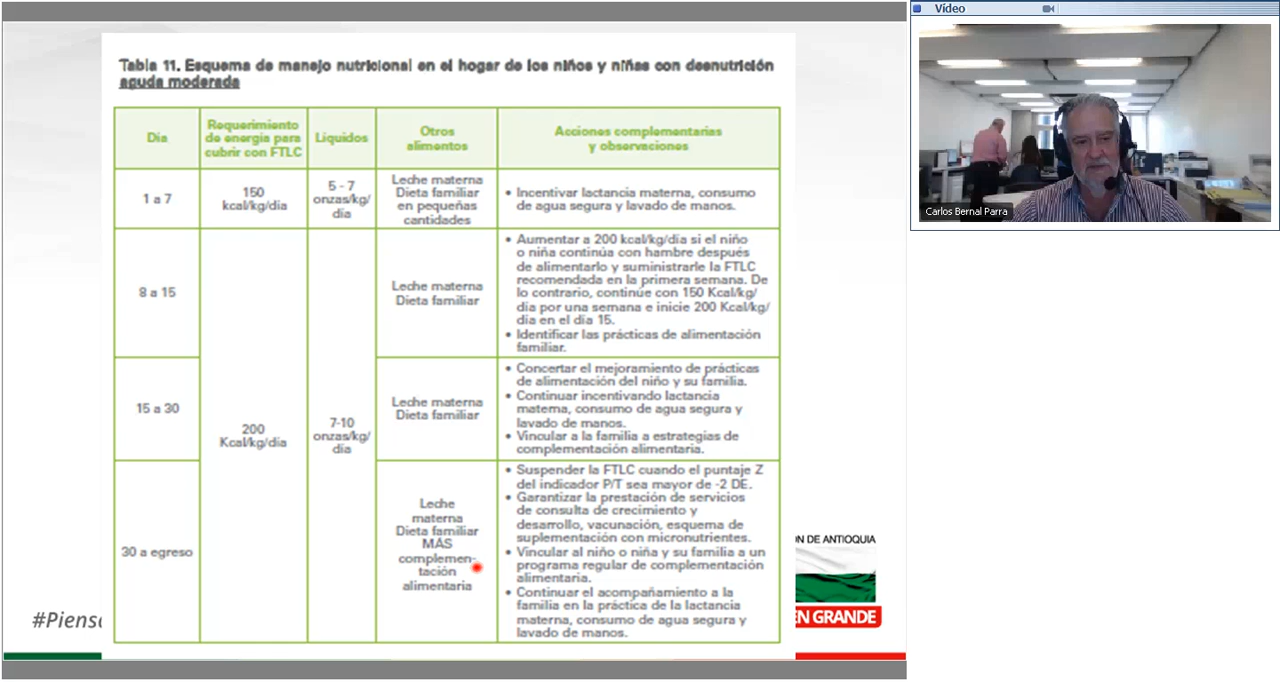 Tabla 11. Esquema de manejo nutricional en el hogar de los niños y niñas con desnutrición
aguda moderada
Día
Requerimiento
de energía para
cubrir con FTLC
Líquidos
Otros
alimentos
Acciones complementarias
y observaciones
1 a 7
150
kcal/kg/día
5 - 7
onzas/kg/
día
Leche materna
Dieta familiar
en pequeñas
cantidades
• Incentivar lactancia materna, consumo
de agua segura y lavado de manos.
8 a 15
Leche materna
Dieta familiar
• Aumentar a 200 kcal/kg/día si el niño
o niña continúa con hambre después
de alimentarlo y suministrarle la FTLC
recomendada en la primera semana. De
lo contrario, continúe con 150 Kcal/kg/
día por una semana e inicie 200 Kcal/kg/
día en el día 15.
• Identificar las prácticas de alimentación
familiar.
15 a 30
200
Kcal/kg/día
7-10
onzas/kg/
día
Leche materna
Dieta familiar
• Concertar el mejoramiento de prácticas
de alimentación del niño y su familia.
• Continuar incentivando lactancia
materna, consumo de agua segura y
lavado de manos.
• Vincular a la familia a estrategias de
complementación alimentaria.
30 a egreso
Leche
materna
Dieta familiar
MÁS
complemen-
tación
alimentaria
• Suspender la FTLC cuando el puntaje Z
del indicador P/T sea mayor de -2 DE.
• Garantizar la prestación de servicios
de consulta de crecimiento y
desarrollo, vacunación, esquema de
suplementación con micronutrientes.
• Vincular al niño o niña y su familia a un
programa regular de complementación
alimentaria.
• Continuar el acompañamiento a la
familia en la práctica de la lactancia
materna, consumo de agua segura y
lavado de manos.
#Piens
ÓN DE ANTIOQUIA
EN GRANDE
Vídeo
Carlos Bernal Parra